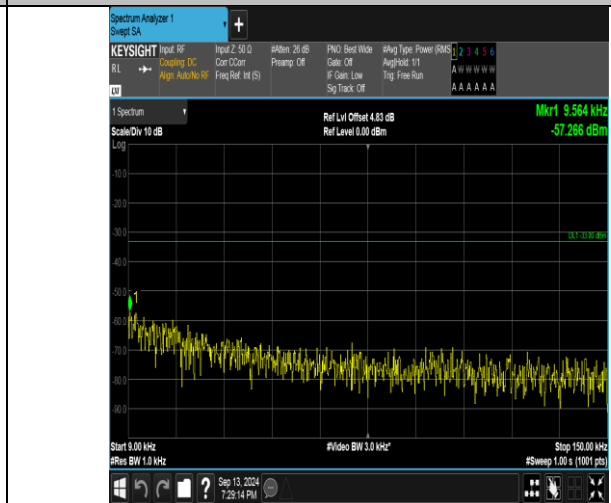 Spectrum Analyzer 1
Swept SA
+
KEYSIGHT
RL
Input: RF
Coupling: DC
Align: Auto/No RF
Input Z: 50 Ω
Corr CCorr
Freq Ref: Int (S)
#Atten: 26 dB
Preamp: Off
PNO: Best Wide
Gate: Off
IF Gain: Low
Sig Track: Off
#Avg Type: Power (RMS
Avg|Hold: 1/1
Trig: Free Run
1 2 3 4 5 6
A W W W W W
A A A A A A
1 Spectrum
Scale/Div 10 dB
Ref Lvl Offset 4.83 dB
Ref Level 0.00 dBm
Mkr1 9.564 kHz
-57.266 dBm
Log
-10.0
-20.0
-30.0
DL1 -33.00 dBm
-40.0
-50.0
1
-60.0
-70.0
-80.0
-90.0
Start 9.00 kHz
#Res BW 1.0 kHz
#Video BW 3.0 kHz*
Stop 150.00 kHz
#Sweep 1.00 s (1001 pts)
?
Sep 13, 2024
7:29:14 PM